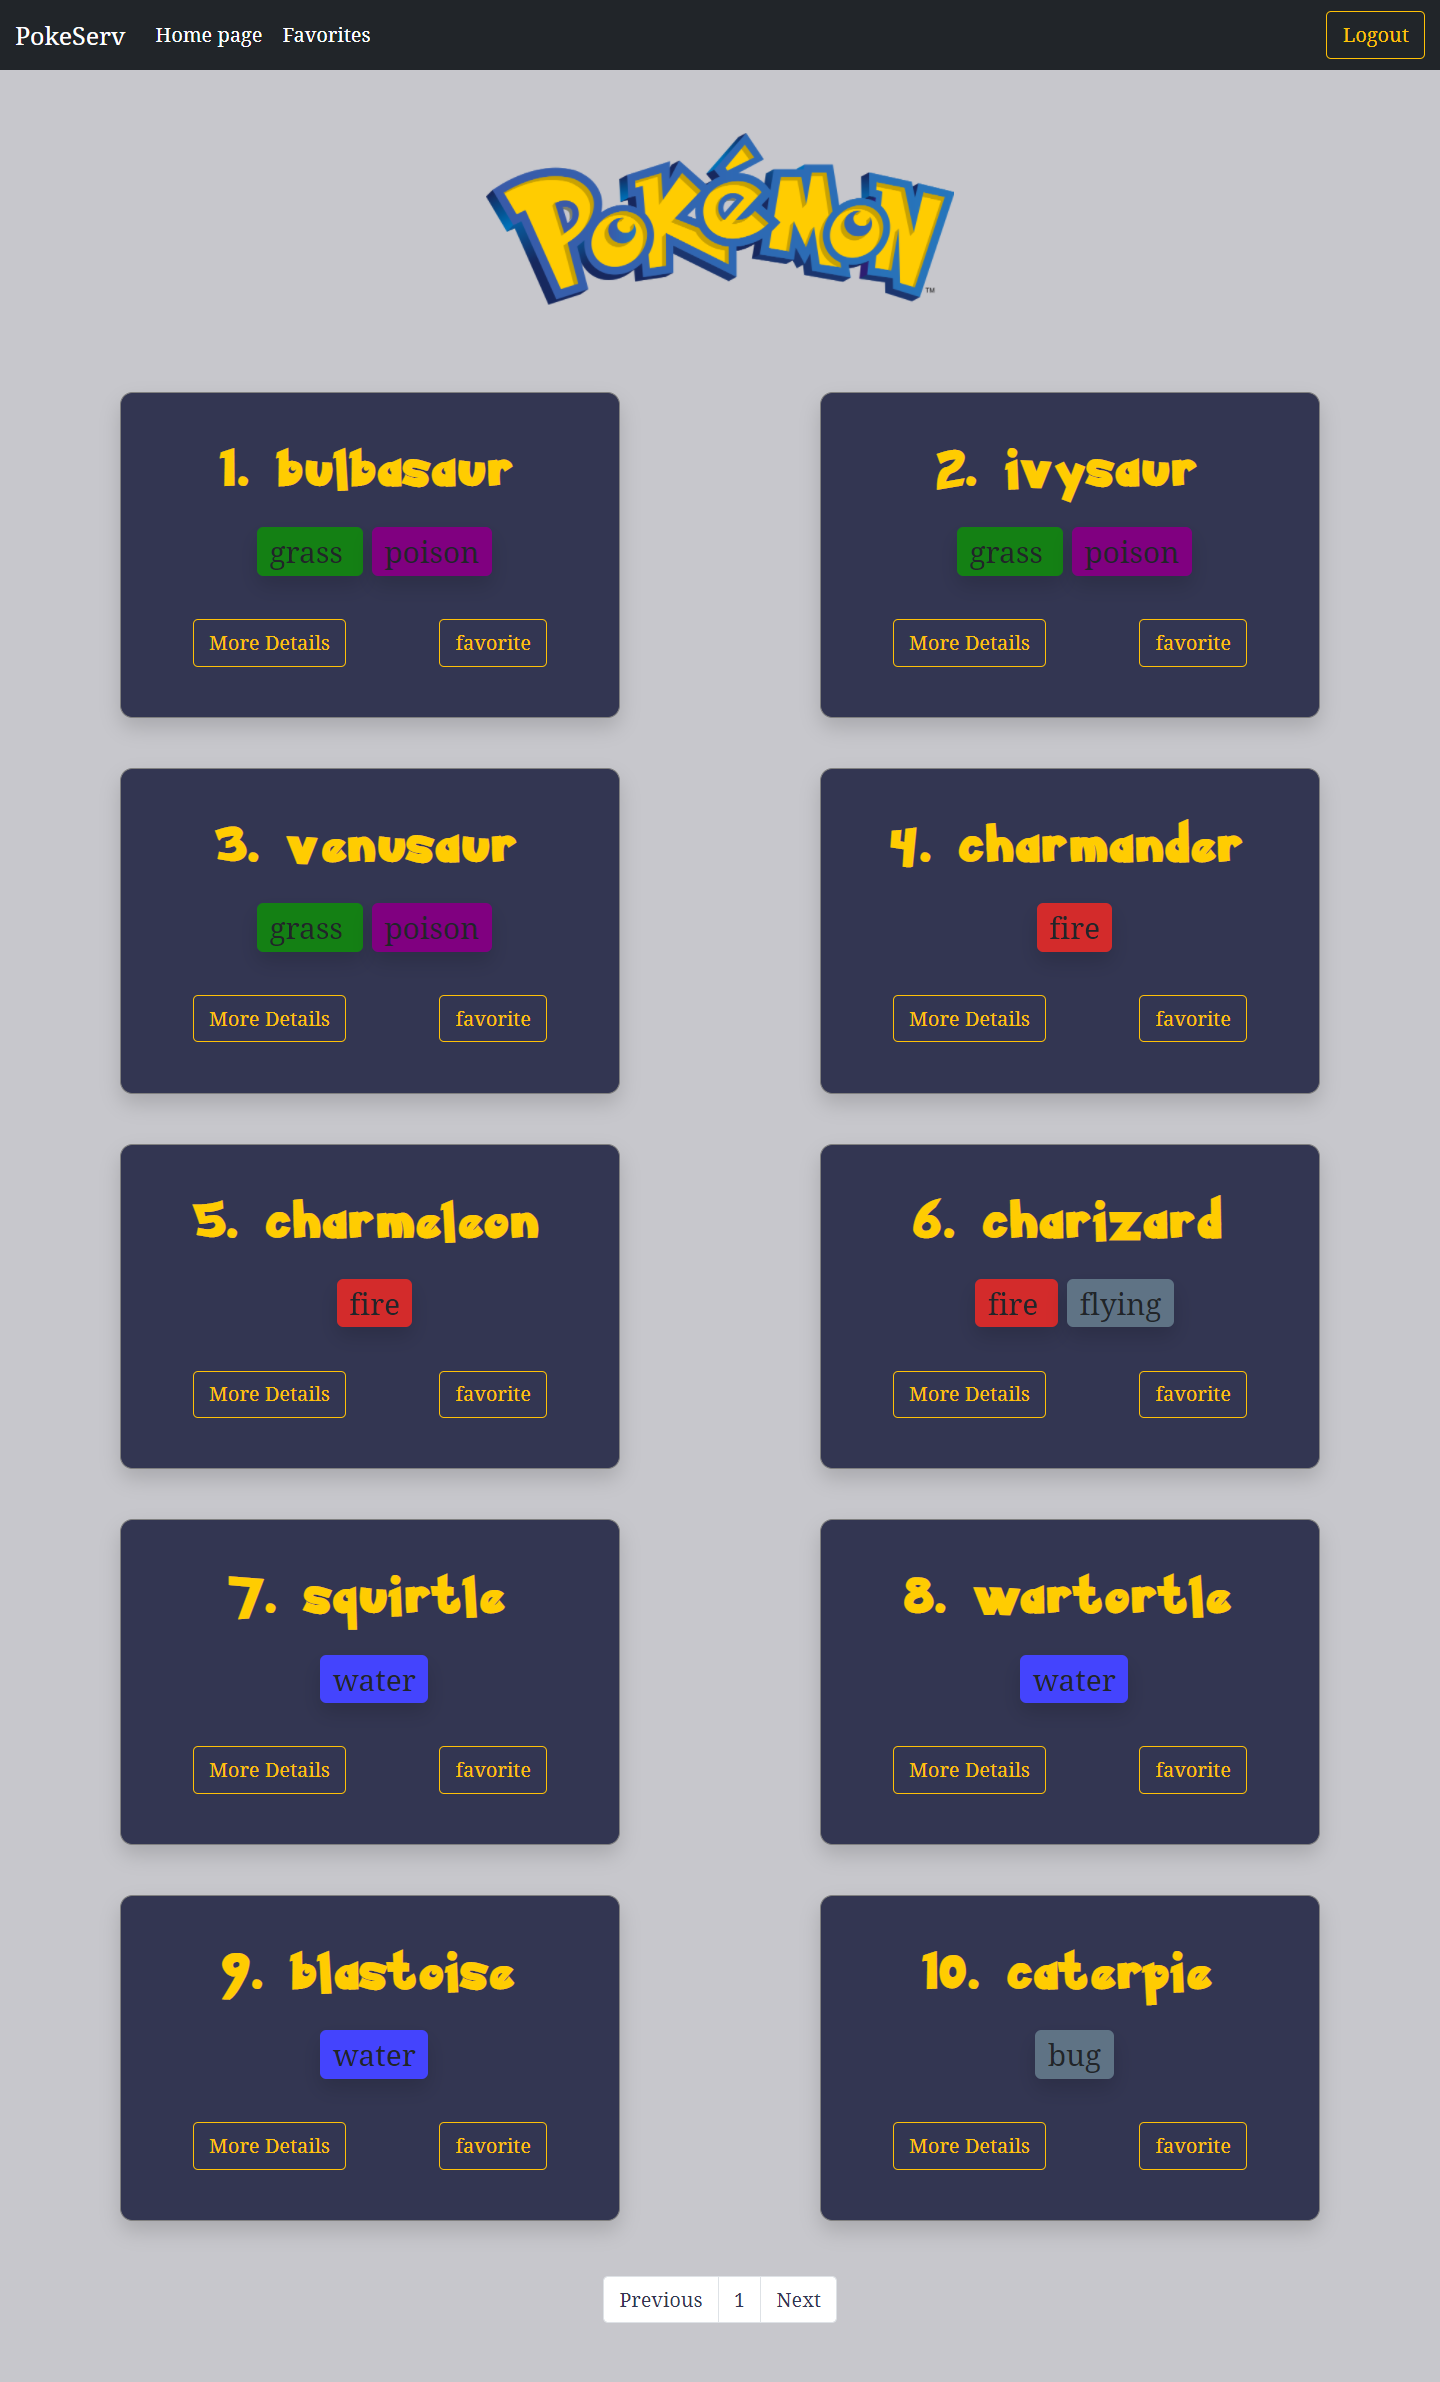 PokeServ Home page Favorites Logout
Pokémon
TM
1. bulbasaur
grass poison
More Details favorite
2. ivysaur
grass poison
More Details favorite
3. venusaur
grass poison
More Details favorite
4. charmander
fire
More Details favorite
5. charmeleon
fire
More Details favorite
6. charizard
fire flying
More Details favorite
7. squirtle
water
More Details favorite
8. wartortle
water
More Details favorite
9. blastoise
water
More Details favorite
10. caterpie
bug
More Details favorite
Previous 1 Next